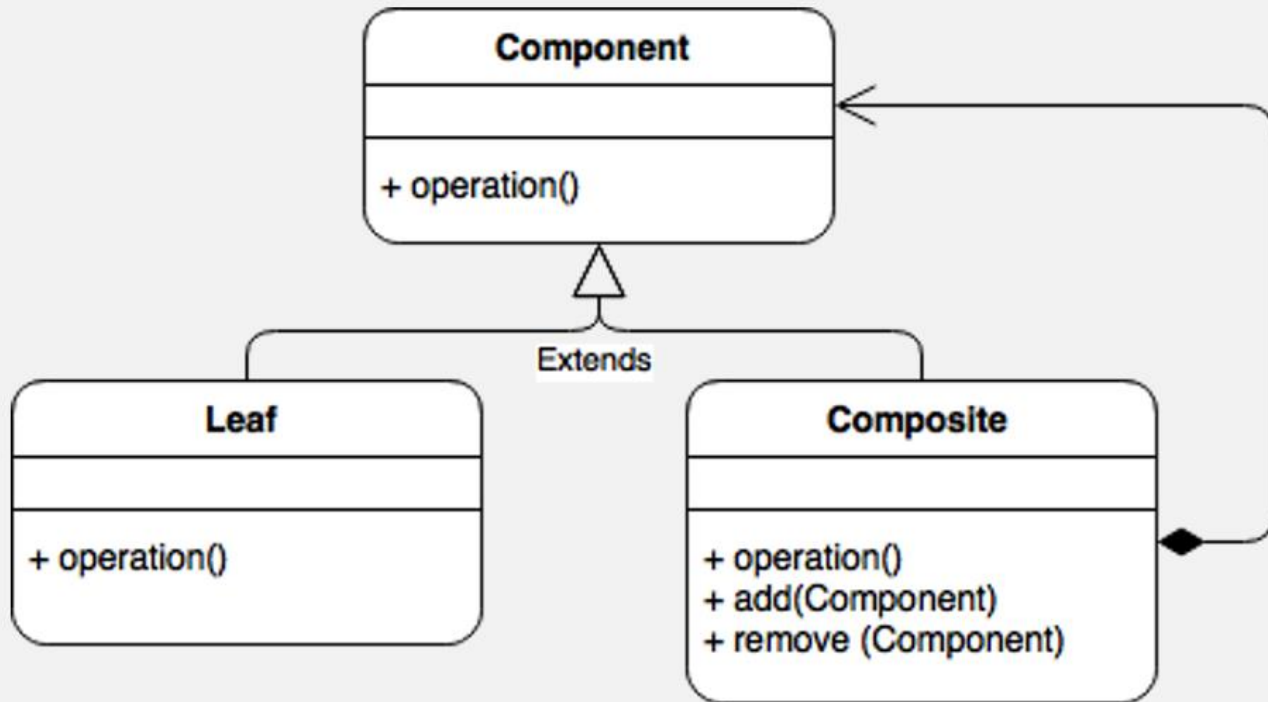 Component
+ operation()
Extends
Leaf
Composite
+ operation()
+ operation()
+ add(Component)
+ remove (Component)